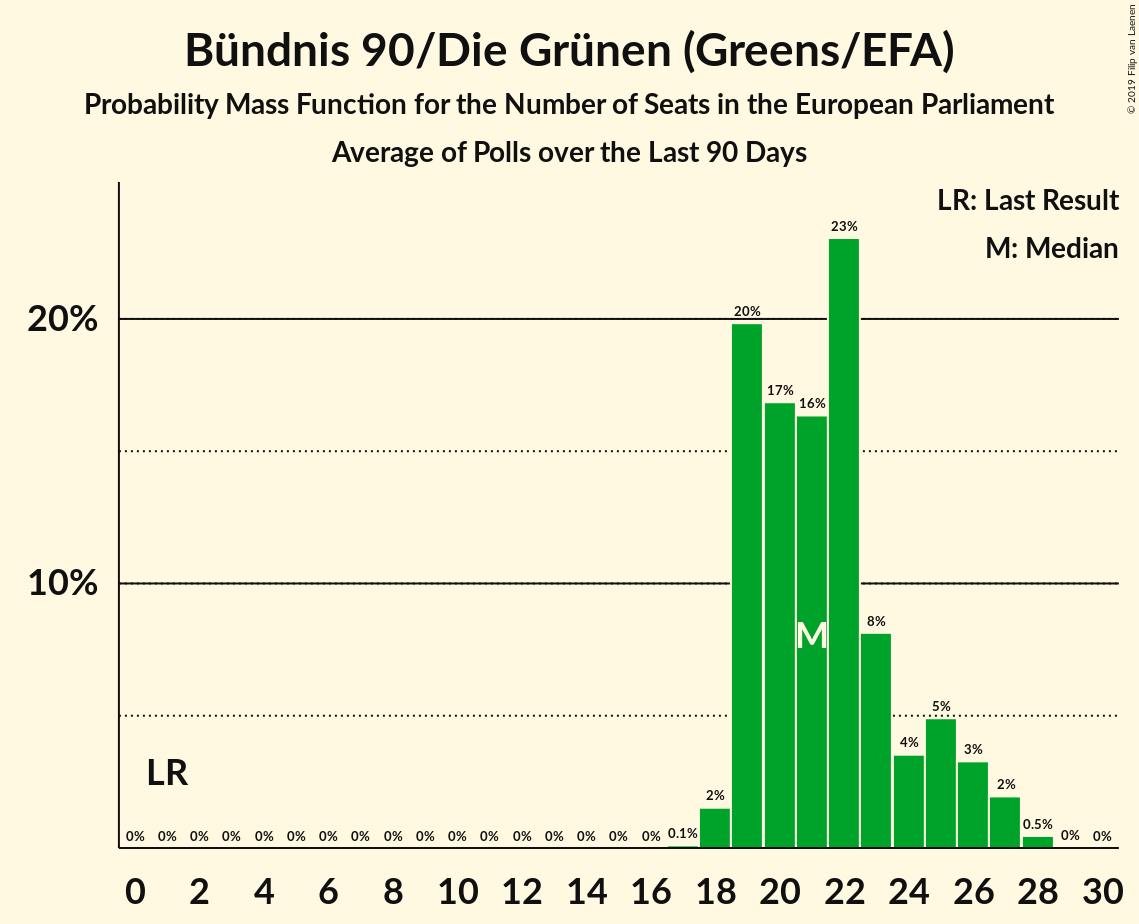 Bündnis 90/Die Grünen (Greens/EFA)
Probability Mass Function for the Number of Seats in the European Parliament
Average of Polls over the Last 90 Days
© 2019 Filip van Laenen
LR: Last Result
M: Median
23%
20%
20%
17%
16%
10%
M
8%
5%
4%
3%
LR
2%
2%
0.5%
0% 0% 0% 0% 0% 0% 0% 0% 0% 0% 0% 0% 0% 0% 0% 0% 0% 0.1% 0% 0%
0 2 4 6 8 10 12 14 16 18 20 22 24 26 28 30